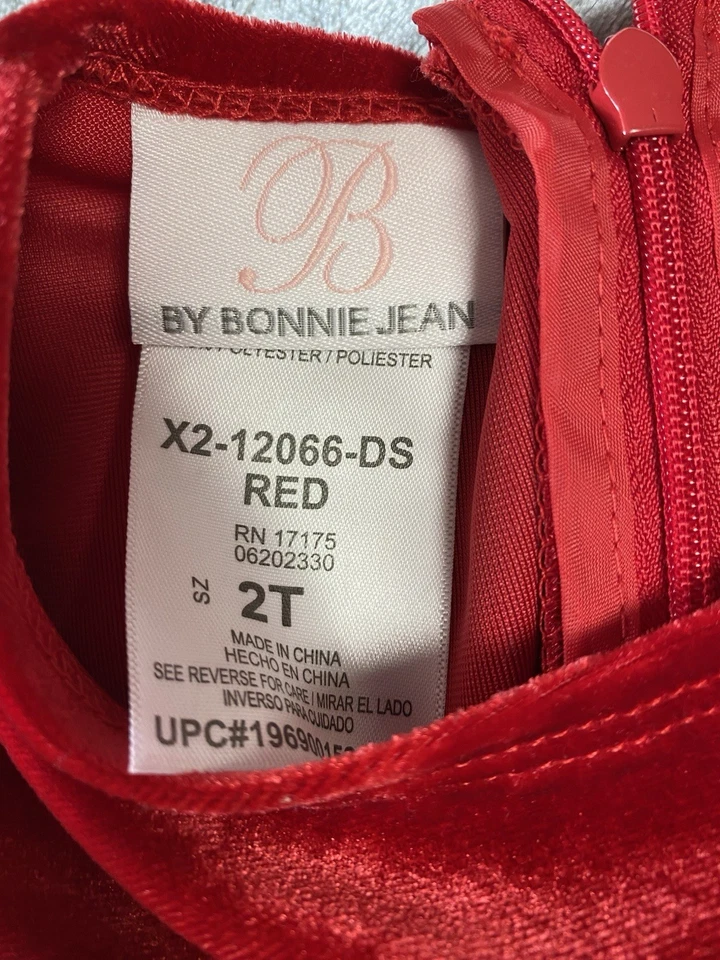 B
BY BONNIE JEAN
POLYESTER / POLIESTER
X2-12066-DS
RED
RN 17175
06202330
SZ 2T
MADE IN CHINA
HECHO EN CHINA
SEE REVERSE FOR CARE / MIRAR EL LADO
INVERSO PARA CUIDADO
UPC#19690015